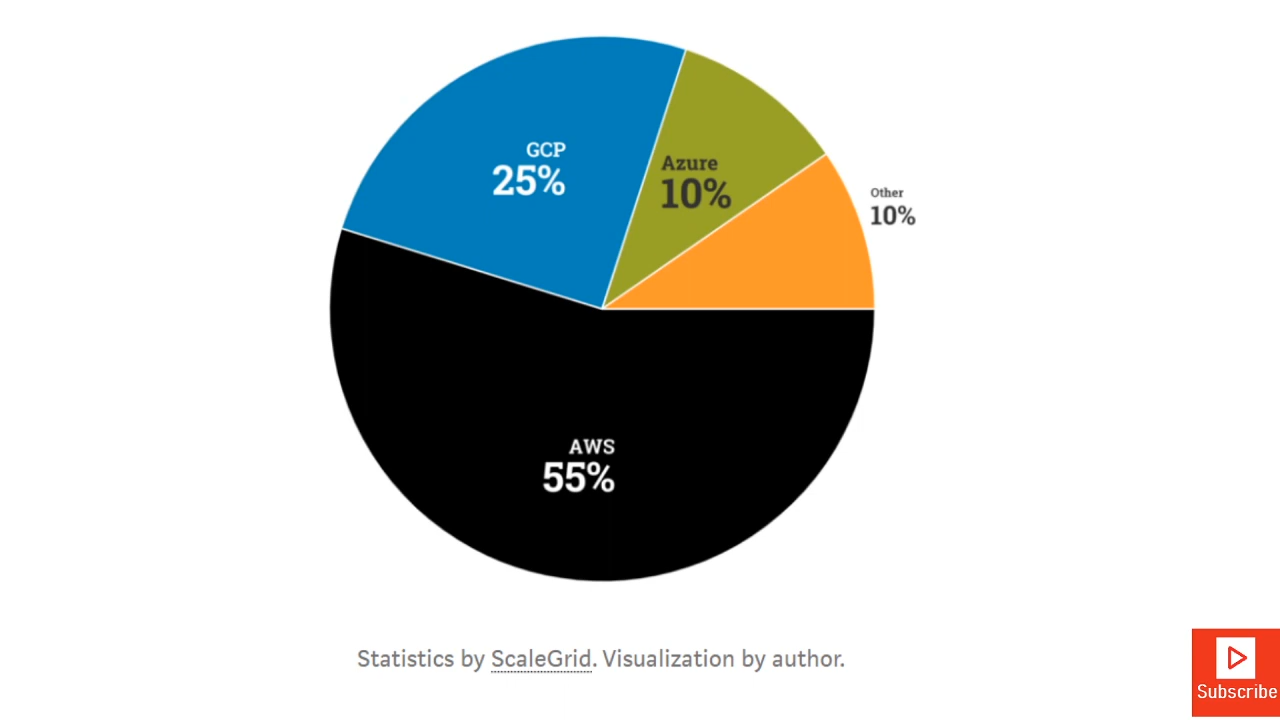 GCP
25%
Azure
10%
Other
10%
AWS
55%
Statistics by ScaleGrid. Visualization by author.
Subscribe